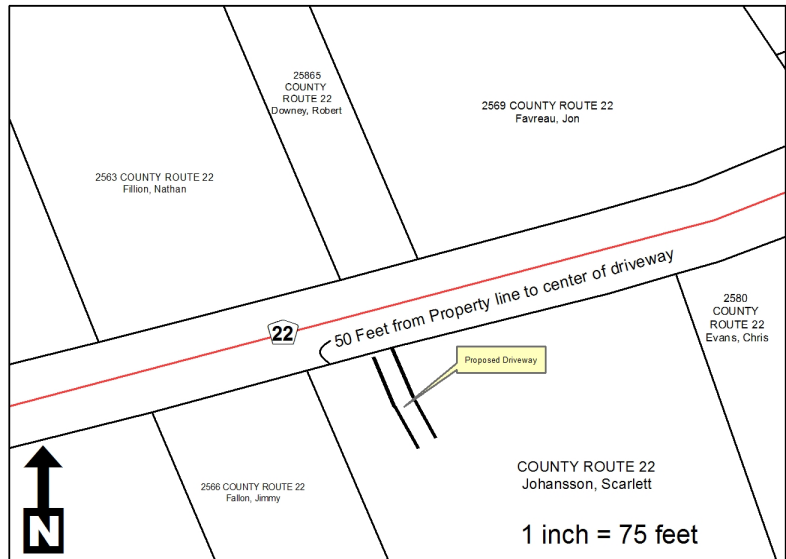 25865
COUNTY
ROUTE 22
Downey, Robert
2569 COUNTY ROUTE 22
Favreau, Jon
2563 COUNTY ROUTE 22
Fillion, Nathan
50 Feet from Property line to center of driveway
22
2580
COUNTY
ROUTE 22
Evans, Chris
Proposed Driveway
2566 COUNTY ROUTE 22
Fallon, Jimmy
COUNTY ROUTE 22
Johansson, Scarlett
N
1 inch = 75 feet